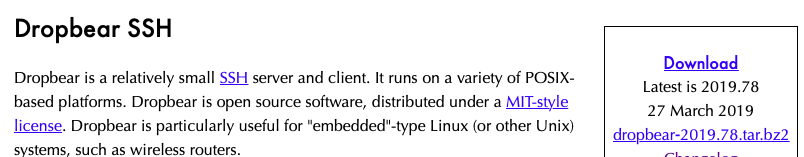 Dropbear SSH
Dropbear is a relatively small SSH server and client. It runs on a variety of POSIX-
based platforms. Dropbear is open source software, distributed under a MIT-style
license. Dropbear is particularly useful for "embedded"-type Linux (or other Unix)
systems, such as wireless routers.
Download
Latest is 2019.78
27 March 2019
dropbear-2019.78.tar.bz2
Changelog